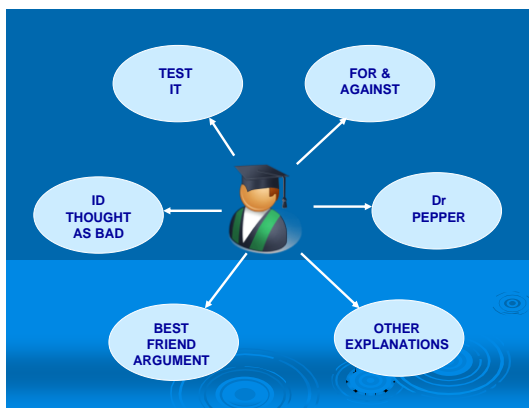 TEST
IT
FOR &
AGAINST
ID
THOUGHT
AS BAD
Dr
PEPPER
BEST
FRIEND
ARGUMENT
OTHER
EXPLANATIONS